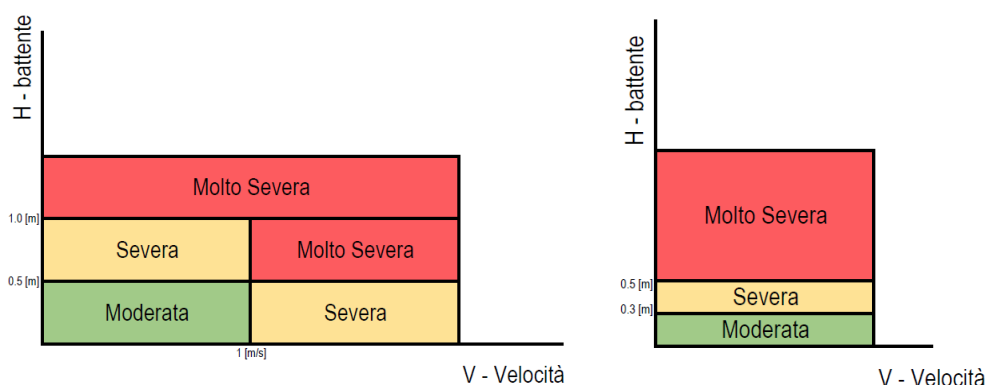 H - battente
Molto Severa
1.0 [m]
Severa
Molto Severa
0.5 [m]
Moderata
Severa
1 [m/s]
V - Velocità
H - battente
Molto Severa
0.5 [m]
Severa
0.3 [m]
Moderata
V - Velocità